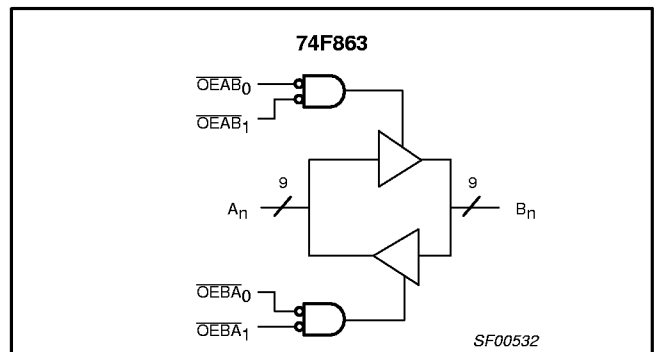 74F863
OEAB0
OEAB1
9
9
An
Bn
OEBA0
OEBA1
SF00532